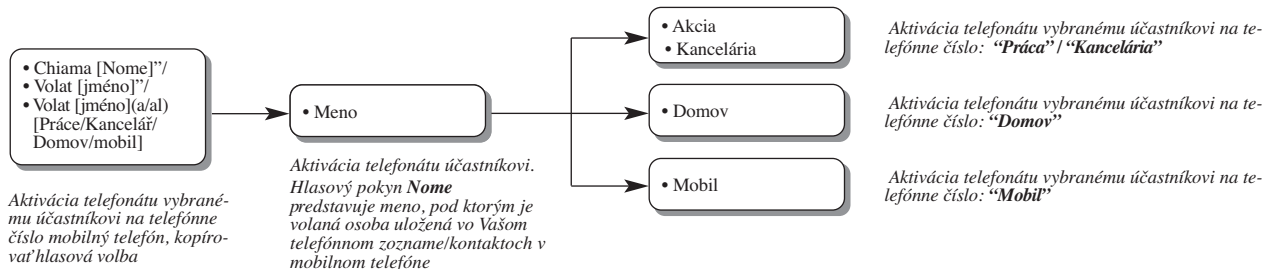 • Chiama [Nome]”/
• Volat [jméno]”/
• Volat [jméno](a/al)
[Práce/Kancelář/
Domov/mobil]
Aktivácia telefonátu vybrané-
mu účastníkovi na telefónne
číslo mobilný telefón, kopíro-
vať hlasová volba
• Meno
Aktivácia telefonátu účastníkovi.
Hlasový pokyn Nome
predstavuje meno, pod ktorým je
volaná osoba uložená vo Vašom
telefónnom zozname/kontaktoch v
mobilnom telefóne
• Akcia
• Kancelária
Aktivácia telefonátu vybranému účastníkovi na te-
lefónne číslo: “Práca” / “Kancelária”
• Domov
Aktivácia telefonátu vybranému účastníkovi na te-
lefónne číslo: “Domov”
• Mobil
Aktivácia telefonátu vybranému účastníkovi na te-
lefónne číslo: “Mobil”